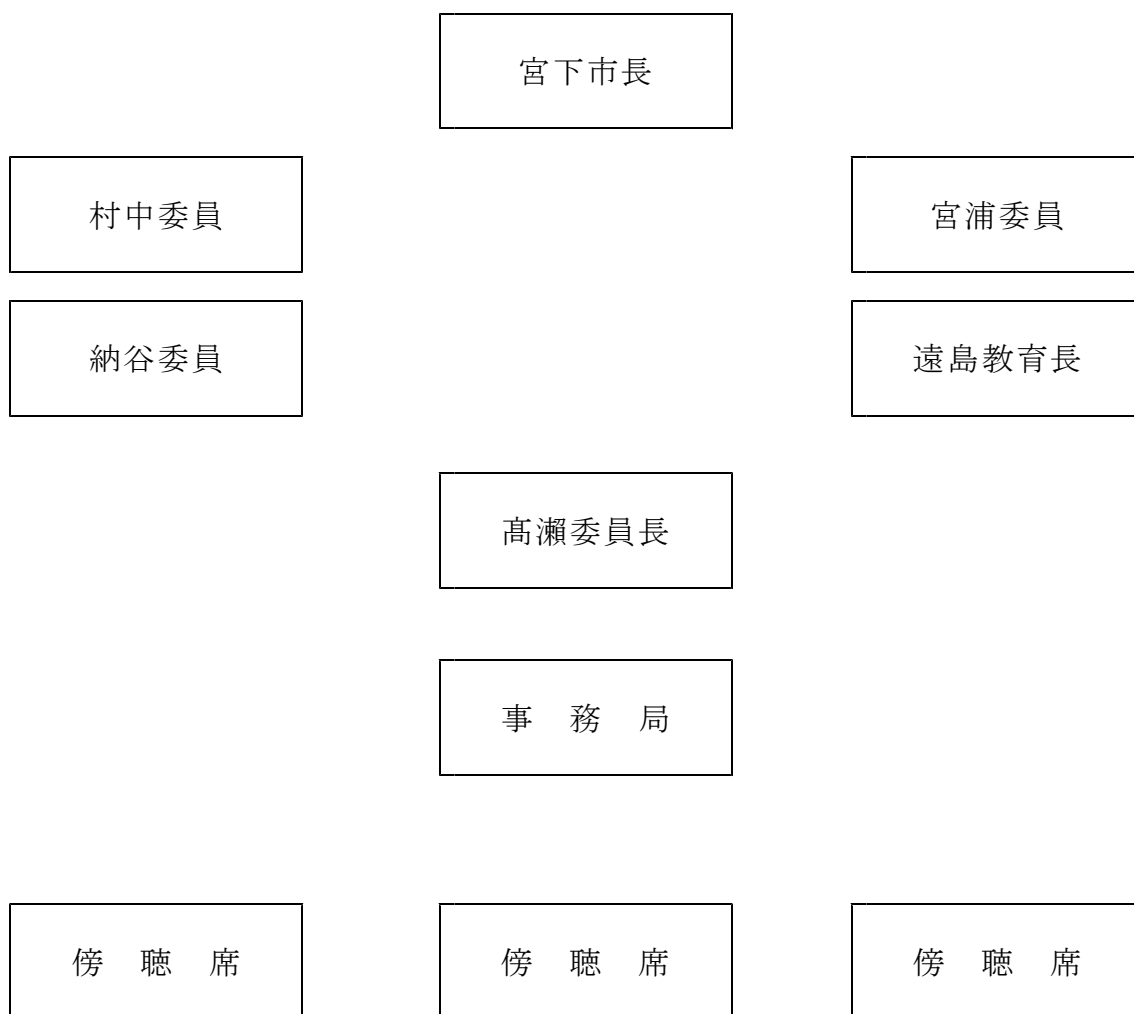 宮下市長
村中委員
宮浦委員
納谷委員
遠島教育長
髙瀨委員長
事　務　局
傍　聴　席
傍　聴　席
傍　聴　席